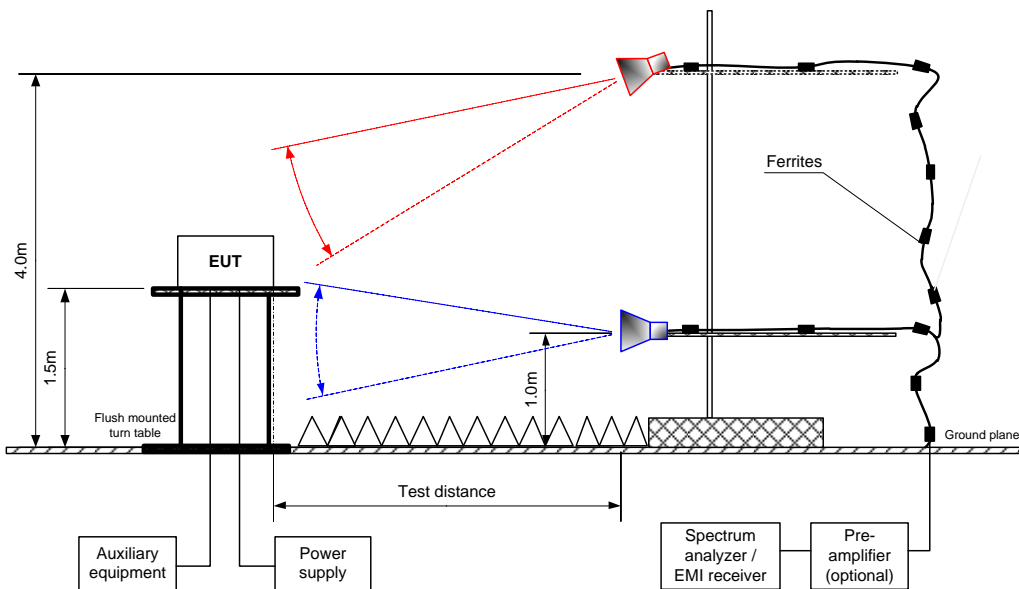 Ferrites
4.0m
EUT
1.5m
1.0m
Flush mounted
turn table
Ground plane
Test distance
Auxiliary
equipment
Power
supply
Spectrum
analyzer /
EMI receiver
Pre-
amplifier
(optional)